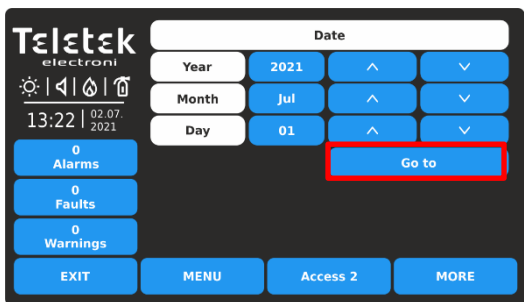 Teletek
electroni
13:22 | 02.07.
2021
0
Alarms
0
Faults
0
Warnings
EXIT
Date
Year 2021
Month Jul
Day 01
Go to
MENU
Access 2
MORE